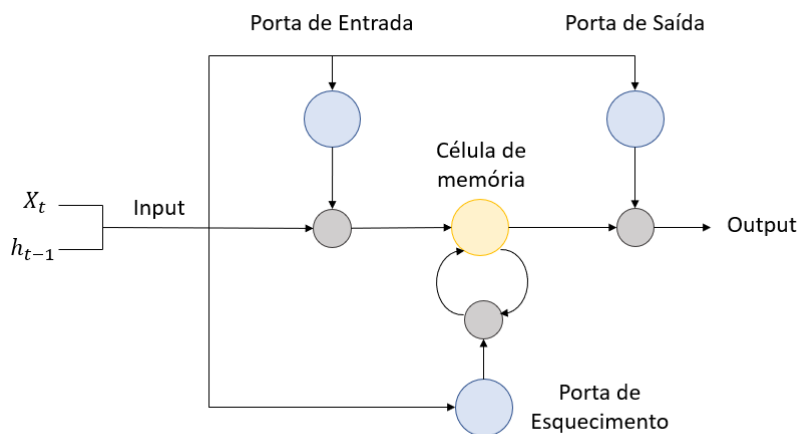 Porta de Entrada
Porta de Saída
Célula de
memória
X_t
Input
h_{t-1}
Output
Porta de
Esquecimento